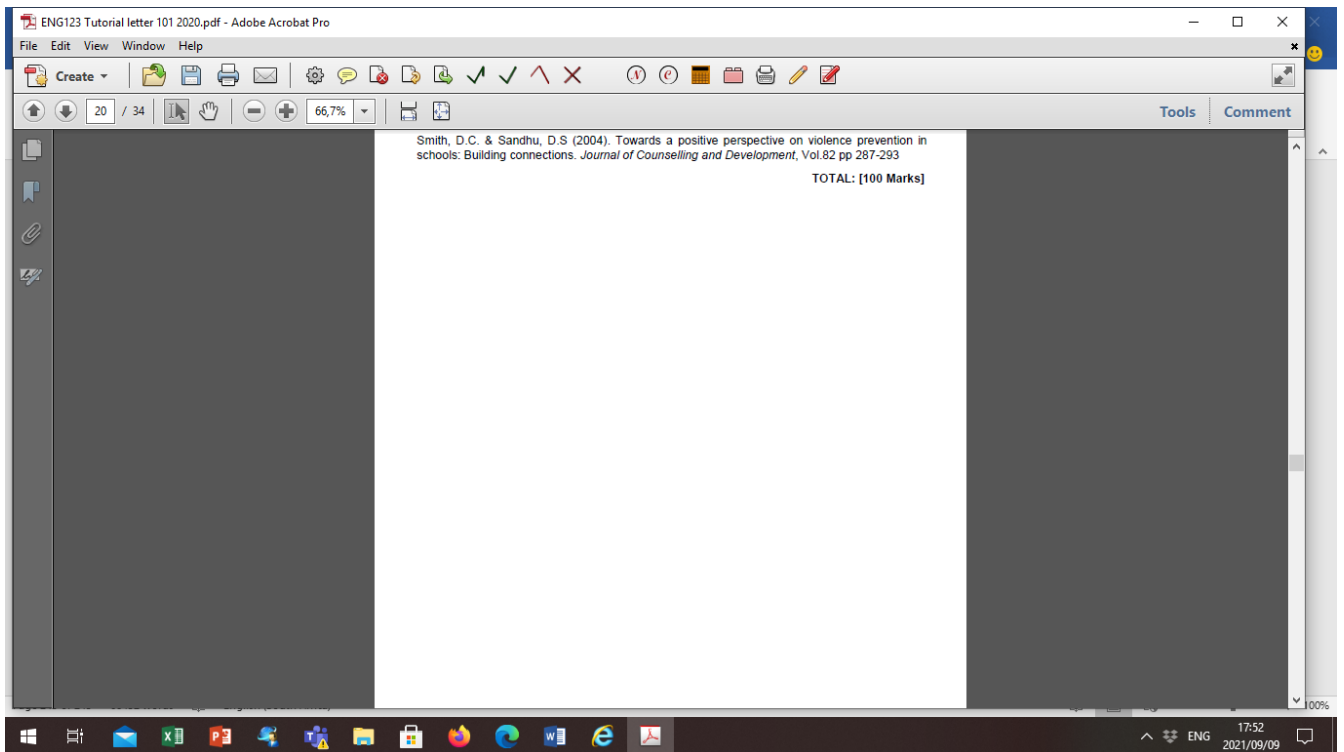 ENG123 Tutorial letter 101 2020.pdf - Adobe Acrobat Pro
File Edit View Window Help
Create
20 / 34 66,7% Tools Comment
Smith, D.C. & Sandhu, D.S (2004). Towards a positive perspective on violence prevention in
schools: Building connections. Journal of Counselling and Development, Vol.82 pp 287-293
TOTAL: [100 Marks]
100%
ENG 17:52
2021/09/09